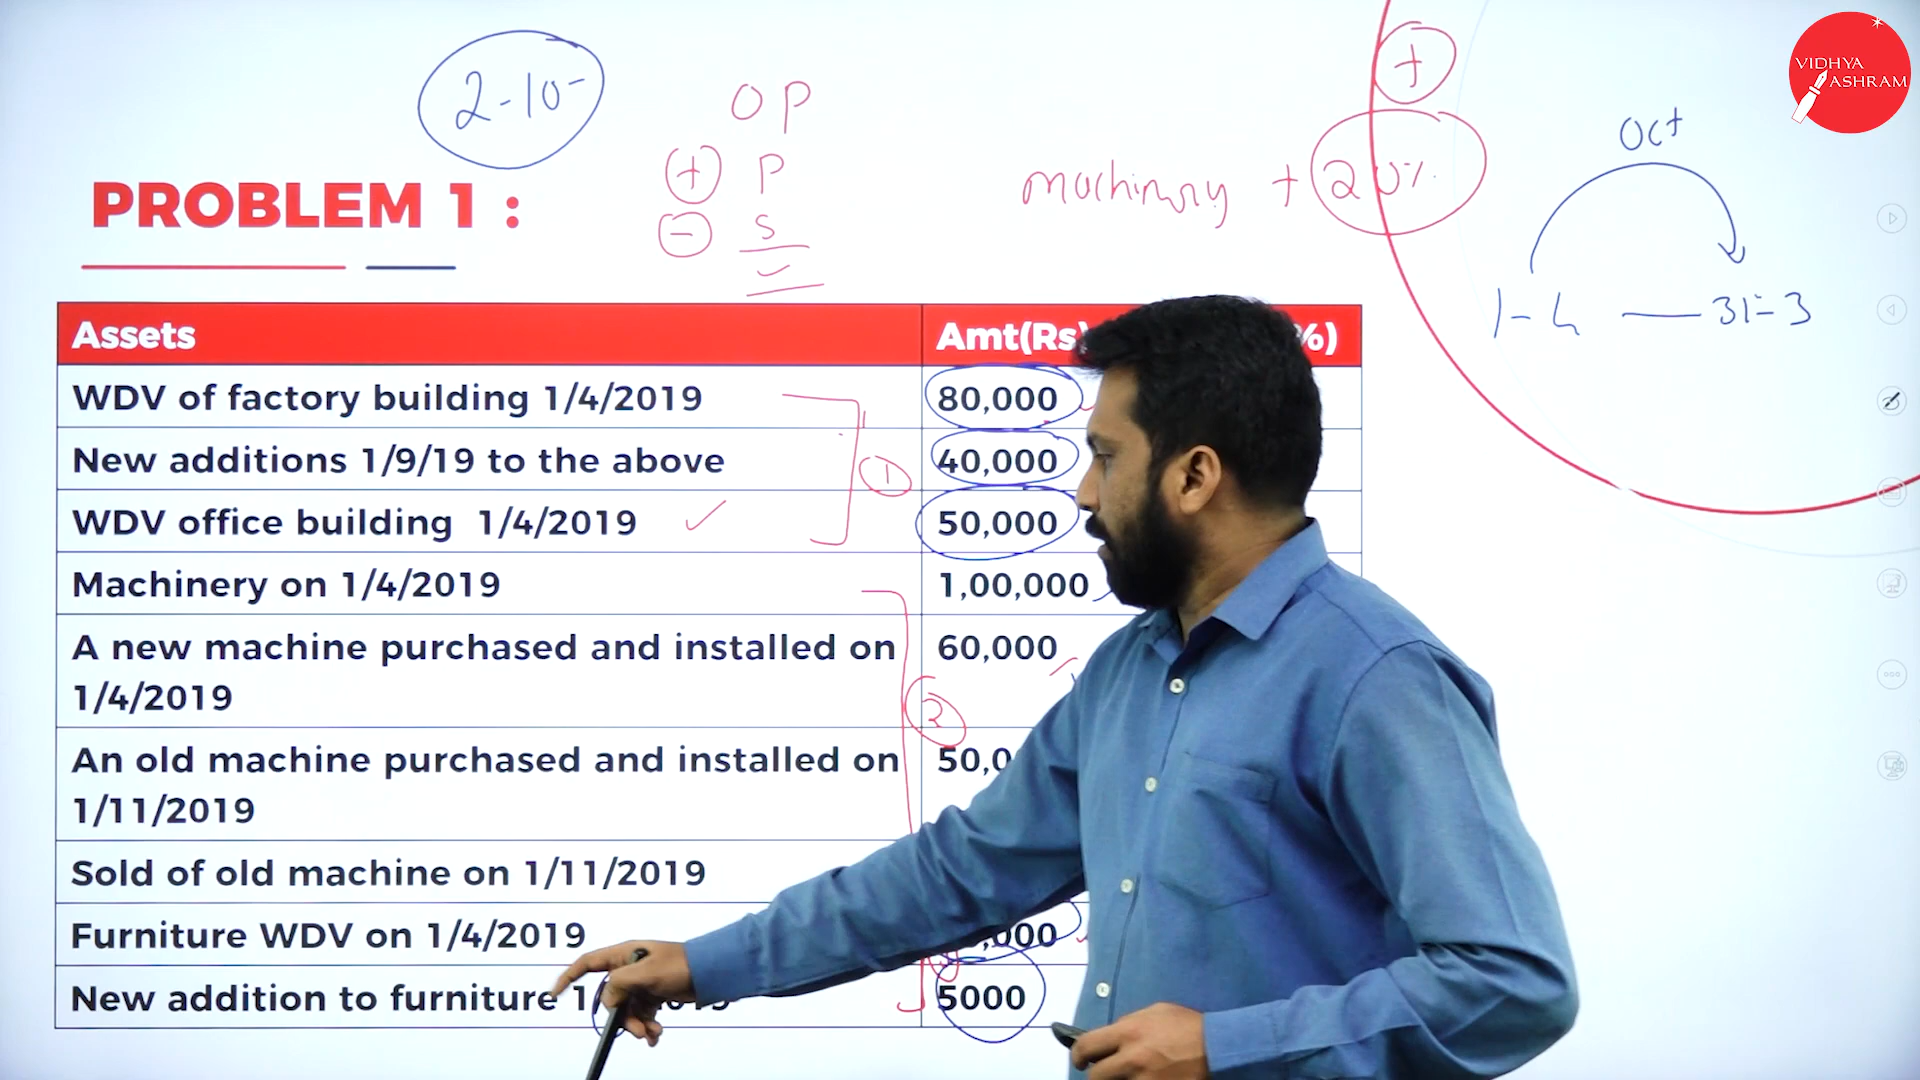 VIDHYA
ASHRAM
2-10-
OP
+ P
- S
machinery + 20%
+
Oct
1-4 — 31-3
PROBLEM 1 :
Assets Amt(Rs) %)
WDV of factory building 1/4/2019 80,000
New additions 1/9/19 to the above 40,000
1
WDV office building 1/4/2019 50,000
Machinery on 1/4/2019 1,00,000
A new machine purchased and installed on 60,000
1/4/2019
2
An old machine purchased and installed on 50,0
1/11/2019
Sold of old machine on 1/11/2019
Furniture WDV on 1/4/2019 ,000
New addition to furniture 1 5000